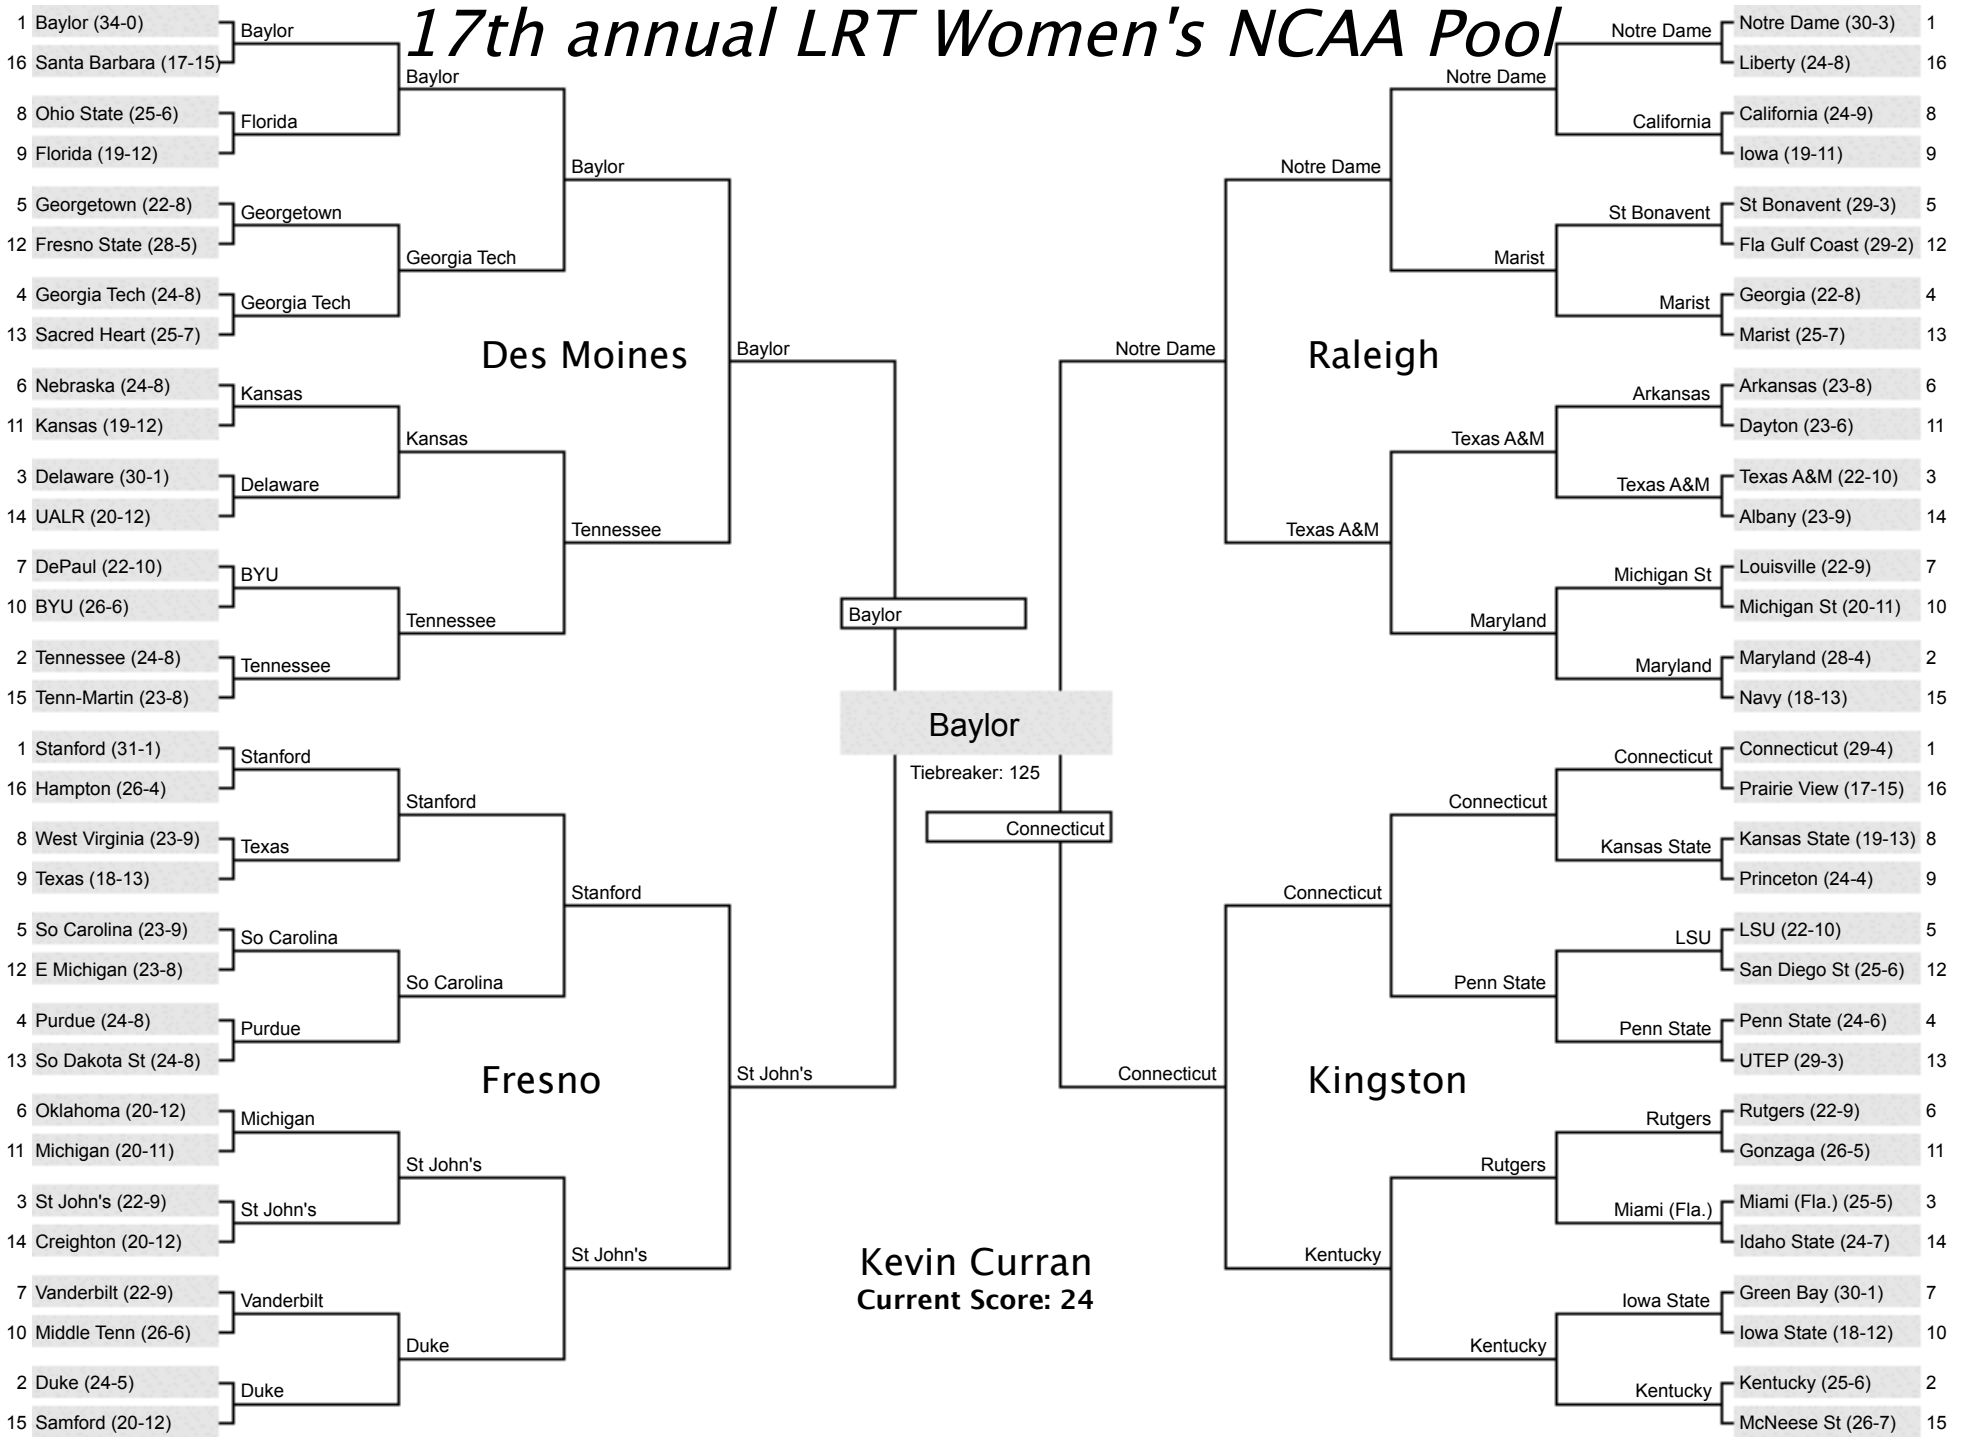 17th annual LRT Women's NCAA Pool
1 Baylor (34-0)
16 Santa Barbara (17-15)
8 Ohio State (25-6)
9 Florida (19-12)
5 Georgetown (22-8)
12 Fresno State (28-5)
4 Georgia Tech (24-8)
13 Sacred Heart (25-7)
6 Nebraska (24-8)
11 Kansas (19-12)
3 Delaware (30-1)
14 UALR (20-12)
7 DePaul (22-10)
10 BYU (26-6)
2 Tennessee (24-8)
15 Tenn-Martin (23-8)
Baylor
Florida
Georgetown
Georgia Tech
Kansas
Delaware
BYU
Tennessee
Baylor
Georgia Tech
Kansas
Tennessee
Baylor
Tennessee
Des Moines
Baylor
1 Stanford (31-1)
16 Hampton (26-4)
8 West Virginia (23-9)
9 Texas (18-13)
5 So Carolina (23-9)
12 E Michigan (23-8)
4 Purdue (24-8)
13 So Dakota St (24-8)
6 Oklahoma (20-12)
11 Michigan (20-11)
3 St John's (22-9)
14 Creighton (20-12)
7 Vanderbilt (22-9)
10 Middle Tenn (26-6)
2 Duke (24-5)
15 Samford (20-12)
Stanford
Texas
So Carolina
Purdue
Michigan
St John's
Vanderbilt
Duke
Stanford
So Carolina
St John's
Duke
Stanford
St John's
Fresno
St John's
Baylor
Baylor
Tiebreaker: 125
Connecticut
Kevin Curran
Current Score: 24
Notre Dame
Raleigh
Notre Dame
Texas A&M
Notre Dame
Marist
Texas A&M
Maryland
Notre Dame
California
St Bonavent
Marist
Arkansas
Texas A&M
Michigan St
Maryland
Notre Dame (30-3) 1
Liberty (24-8) 16
California (24-9) 8
Iowa (19-11) 9
St Bonavent (29-3) 5
Fla Gulf Coast (29-2) 12
Georgia (22-8) 4
Marist (25-7) 13
Arkansas (23-8) 6
Dayton (23-6) 11
Texas A&M (22-10) 3
Albany (23-9) 14
Louisville (22-9) 7
Michigan St (20-11) 10
Maryland (28-4) 2
Navy (18-13) 15
Connecticut
Kingston
Connecticut
Kentucky
Connecticut
Penn State
Rutgers
Kentucky
Connecticut
Kansas State
LSU
Penn State
Rutgers
Miami (Fla.)
Iowa State
Kentucky
Connecticut (29-4) 1
Prairie View (17-15) 16
Kansas State (19-13) 8
Princeton (24-4) 9
LSU (22-10) 5
San Diego St (25-6) 12
Penn State (24-6) 4
UTEP (29-3) 13
Rutgers (22-9) 6
Gonzaga (26-5) 11
Miami (Fla.) (25-5) 3
Idaho State (24-7) 14
Green Bay (30-1) 7
Iowa State (18-12) 10
Kentucky (25-6) 2
McNeese St (26-7) 15